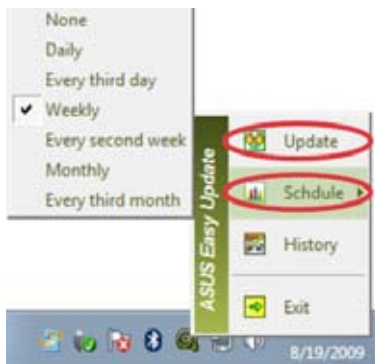 None
Daily
Every third day
Weekly
Every second week
Monthly
Every third month
ASUS Easy Update
Update
Schdule
History
Exit
8/19/2009